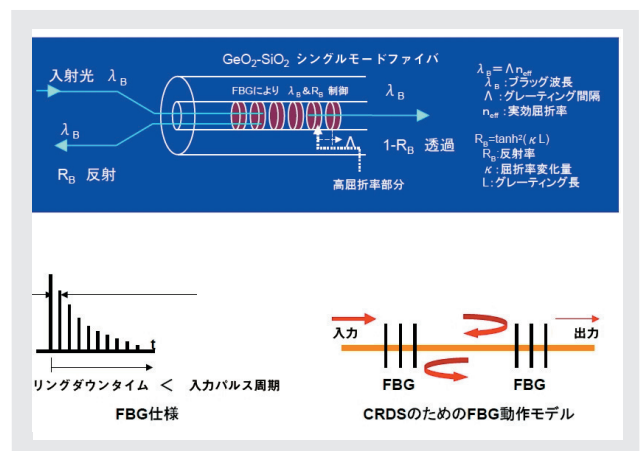 GeO₂-SiO₂ シングルモードファイバ
入射光 λB
FBGにより λB&RB 制御
λB
λB
RB 反射
Λ
1-RB 透過
高屈折率部分
λB=Λneff
λB:ブラッグ波長
Λ:グレーティング間隔
neff:実効屈折率
RB=tanh²(κL)
RB:反射率
κ:屈折率変化量
L:グレーティング長
t
リングダウンタイム < 入力パルス周期
FBG仕様
入力
出力
FBG
FBG
CRDSのためのFBG動作モデル